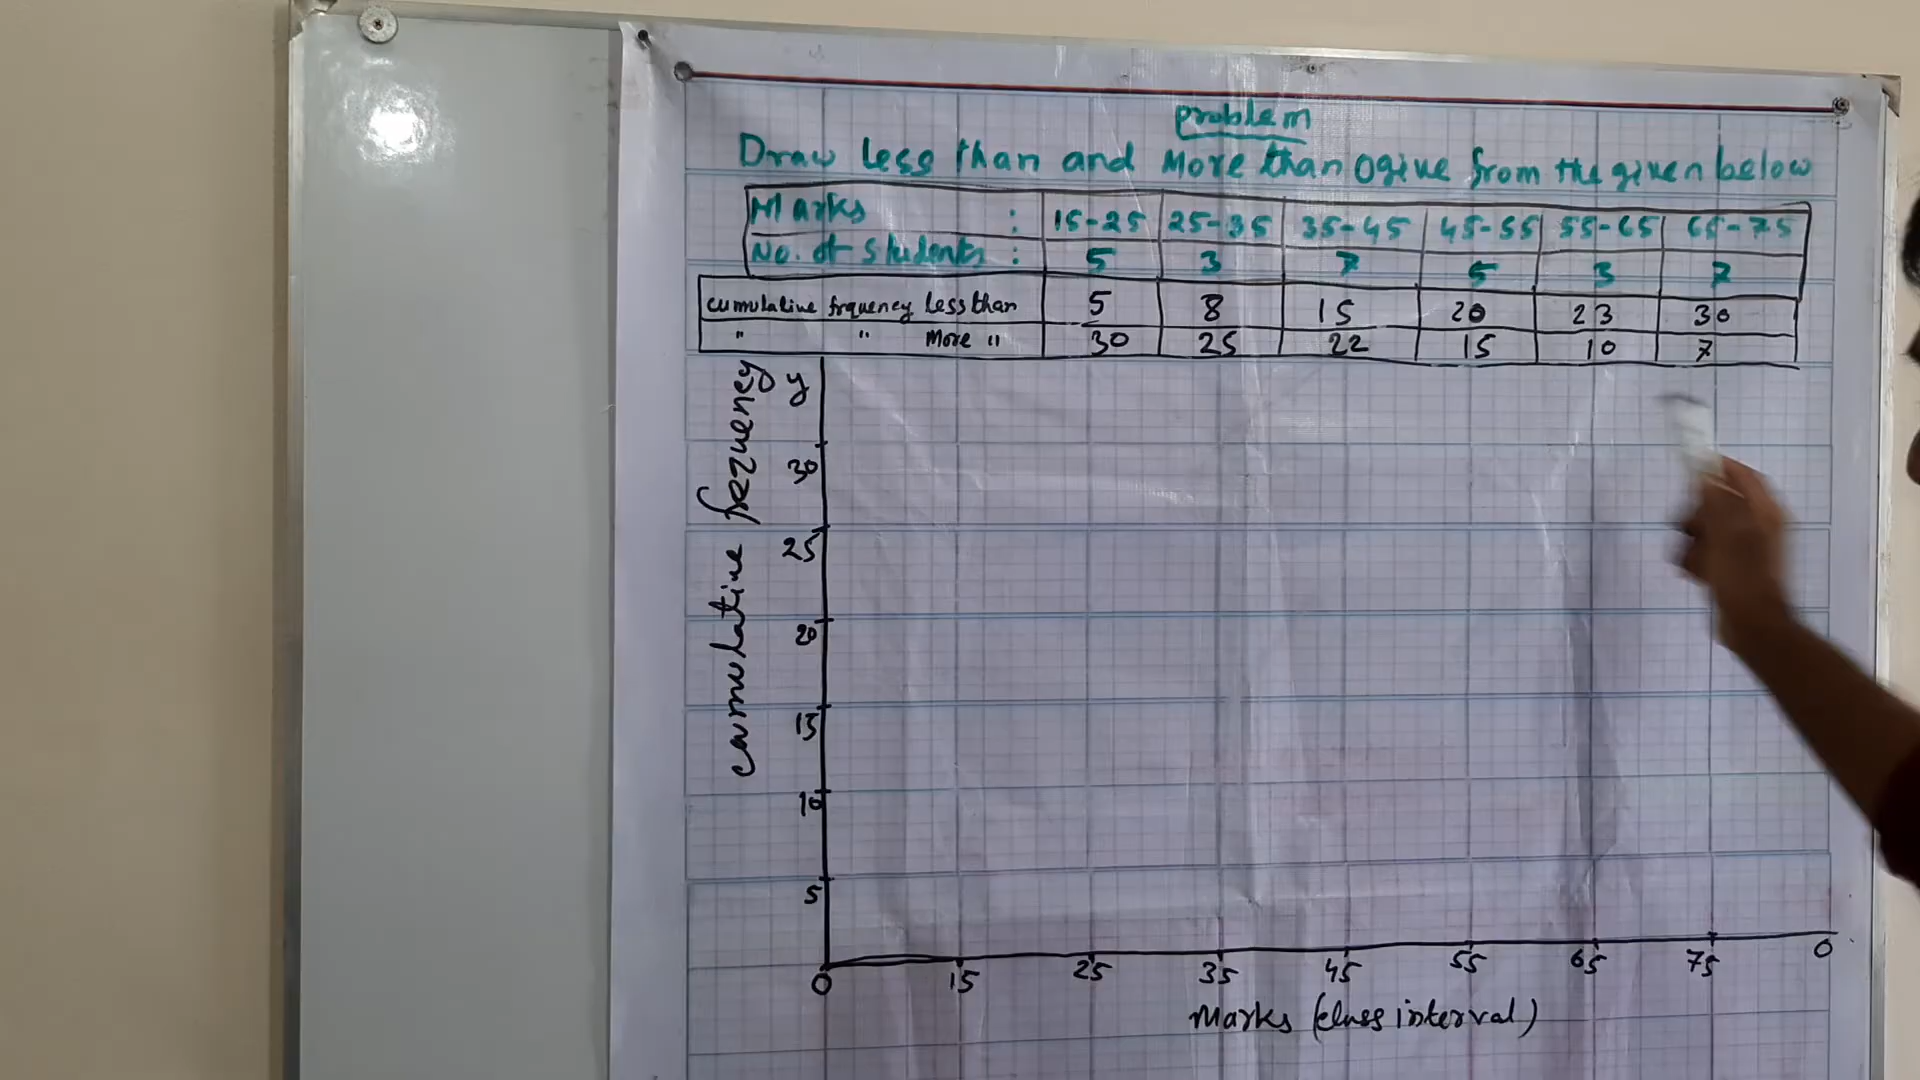 problem
Draw Less than and More than Ogive from the given below
Marks : 15-25 25-35 35-45 45-55 55-65 65-75
No. of Students : 5 3 7 5 3 7
cumulative frquency Less than 5 8 15 20 23 30
" " More " 30 25 22 15 10 7
cumulative frequency
y
30
25
20
15
10
5
0 15 25 35 45 55 65 75 0
Marks (class interval)